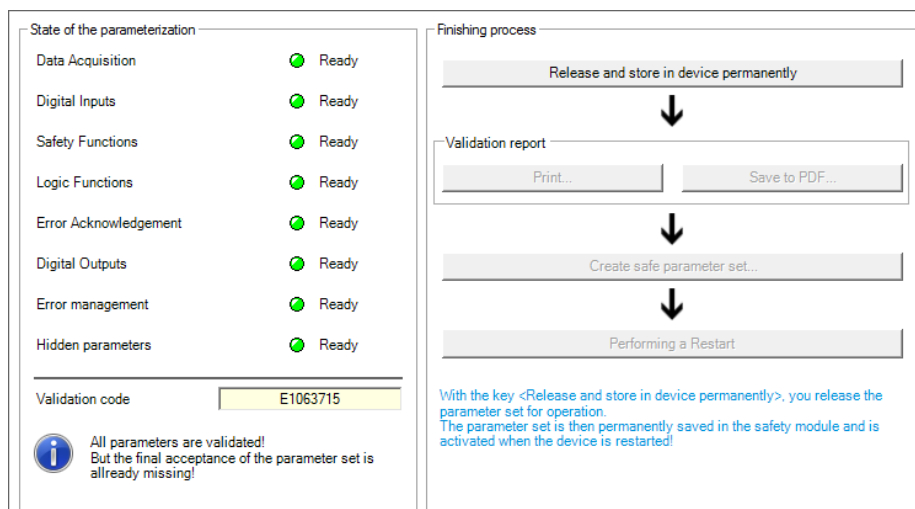 State of the parameterization
Data Acquisition Ready
Digital Inputs Ready
Safety Functions Ready
Logic Functions Ready
Error Acknowledgement Ready
Digital Outputs Ready
Error management Ready
Hidden parameters Ready
Validation code E1063715
All parameters are validated!
But the final acceptance of the parameter set is
allready missing!
Finishing process
Release and store in device permanently
Validation report
Print... Save to PDF...
Create safe parameter set...
Performing a Restart
With the key <Release and store in device permanently>, you release the
parameter set for operation.
The parameter set is then permanently saved in the safety module and is
activated when the device is restarted!